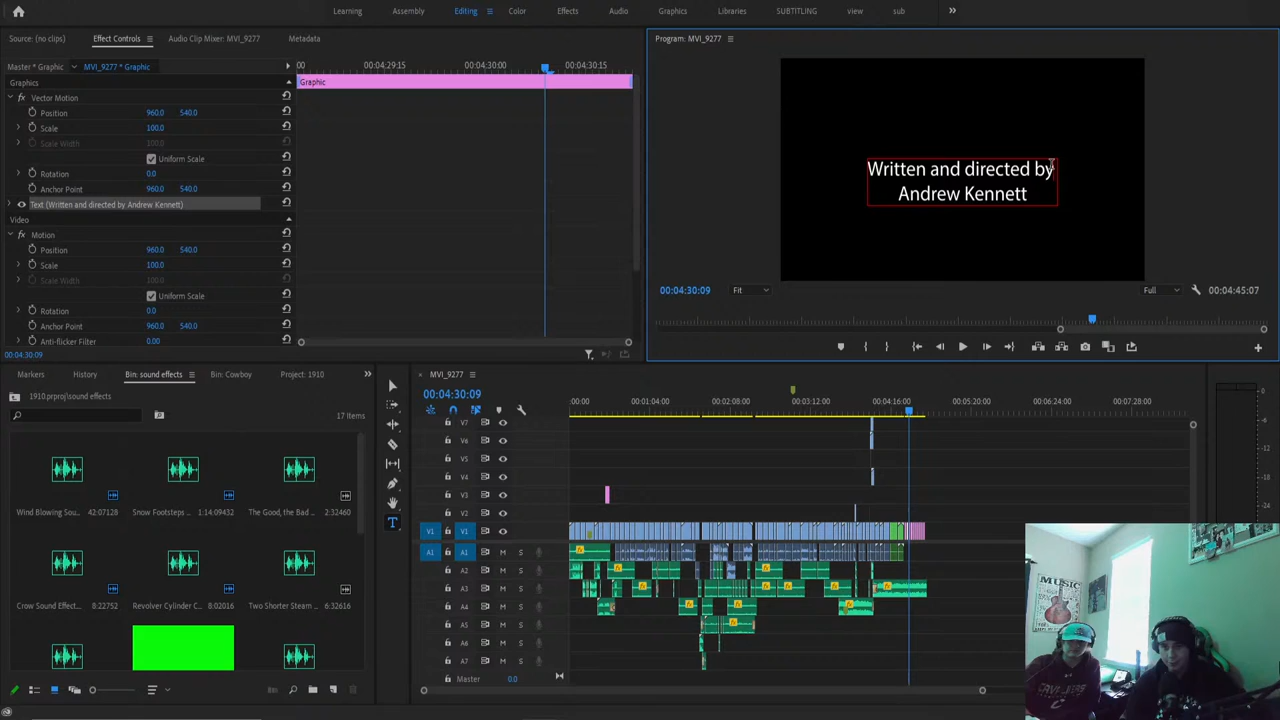 Learning Assembly Editing Color Effects Audio Graphics Libraries SUBTITLING view sub
Source: (no clips) Effect Controls Audio Clip Mixer: MVI_9277 Metadata
Program: MVI_9277
Master * Graphic MVI_9277 * Graphic
:00 00:04:29:15 00:04:30:00 00:04:30:15
Graphics
Graphic
fx Vector Motion
Position 960.0 540.0
Scale 100.0
Scale Width 100.0
Uniform Scale
Rotation 0.0
Anchor Point 960.0 540.0
Text (Written and directed by Andrew Kennett)
Video
fx Motion
Position 960.0 540.0
Scale 100.0
Scale Width 100.0
Uniform Scale
Rotation 0.0
Anchor Point 960.0 540.0
Anti-flicker Filter 0.00
00:04:30:09
Written and directed by
Andrew Kennett
00:04:30:09 Fit Full 00:04:45:07
Markers History Bin: sound effects Bin: Cowboy Project: 1910
1910.prproj\sound effects
17 Items
Wind Blowing Sou... 42:07128
Snow Footsteps ... 1:14:09432
The Good, the Bad ... 2:32460
Crow Sound Effect... 8:22752
Revolver Cylinder C... 8:02016
Two Shorter Steam ... 6:32616
MVI_9277
00:04:30:09
:00:00 00:01:04:00 00:02:08:00 00:03:12:00 00:04:16:00 00:05:20:00 00:06:24:00 00:07:28:00
V7
V6
V5
V4
V3
V2
V1 V1
A1 A1 M S
A2 M S
A3 M S
A4 M S
A5 M S
A6 M S
A7 M S
Master 0.0
MUSIC
CAVALIERS